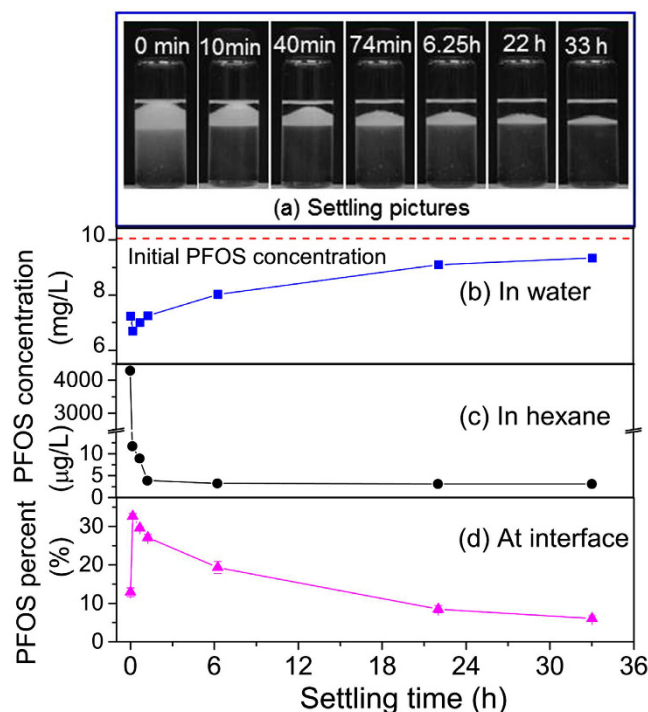 0 min 10min 40min 74min 6.25h 22 h 33 h
(a) Settling pictures
10
8
6
Initial PFOS concentration
(b) In water
PFOS concentration
(mg/L)
4000
3000
10
5
0
(c) In hexane
(µg/L)
30
20
10
0
(d) At interface
PFOS percent
(%)
0 6 12 18 24 30 36
Settling time (h)